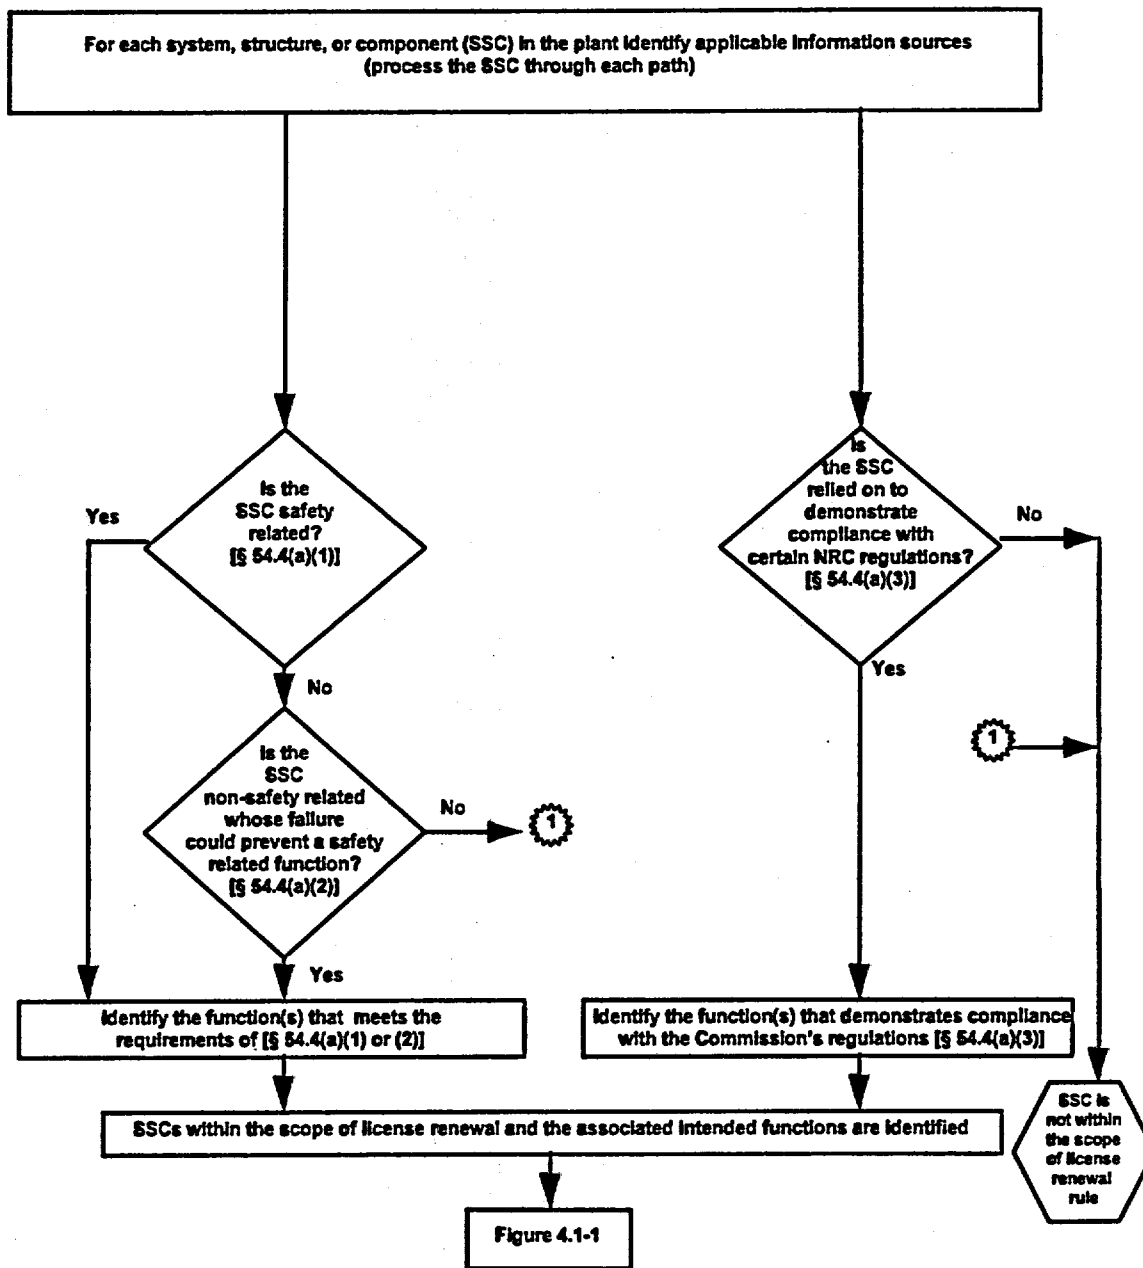 For each system, structure, or component (SSC) in the plant identify applicable information sources
(process the SSC through each path)
Is the
SSC safety
related?
[§ 54.4(a)(1)]
Yes
No
Is
the SSC
relied on to
demonstrate
compliance with
certain NRC regulations?
[§ 54.4(a)(3)]
No
Yes
1
Is the
SSC
non-safety related
whose failure
could prevent a safety
related function?
[§ 54.4(a)(2)]
No
1
Yes
Identify the function(s) that meets the
requirements of [§ 54.4(a)(1) or (2)]
Identify the function(s) that demonstrates compliance
with the Commission's regulations [§ 54.4(a)(3)]
SSCs within the scope of license renewal and the associated intended functions are identified
SSC is
not within
the scope
of license
renewal
rule
Figure 4.1-1